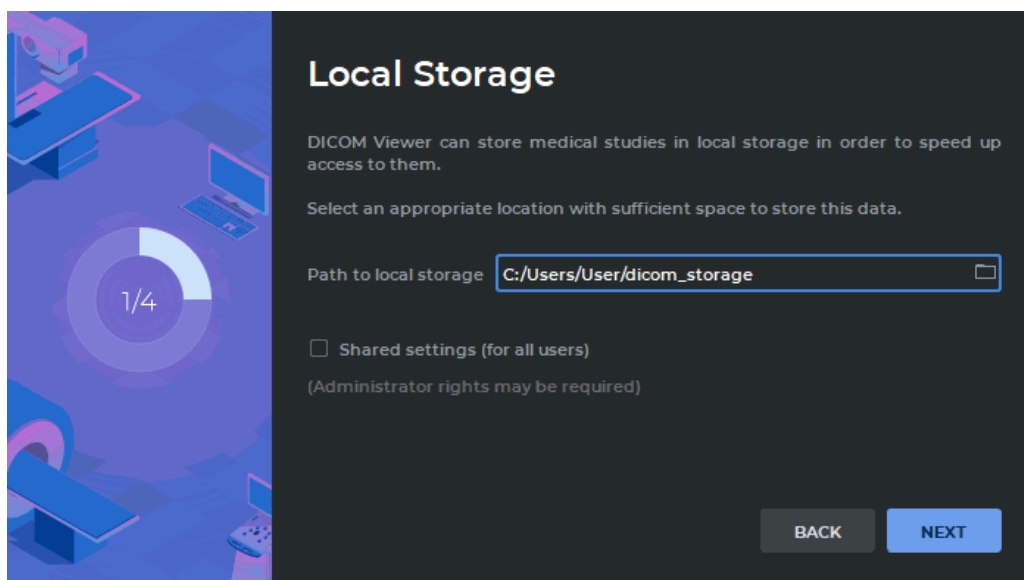 Local Storage
DICOM Viewer can store medical studies in local storage in order to speed up
access to them.
Select an appropriate location with sufficient space to store this data.
Path to local storage C:/Users/User/dicom_storage
1/4
Shared settings (for all users)
(Administrator rights may be required)
BACK NEXT